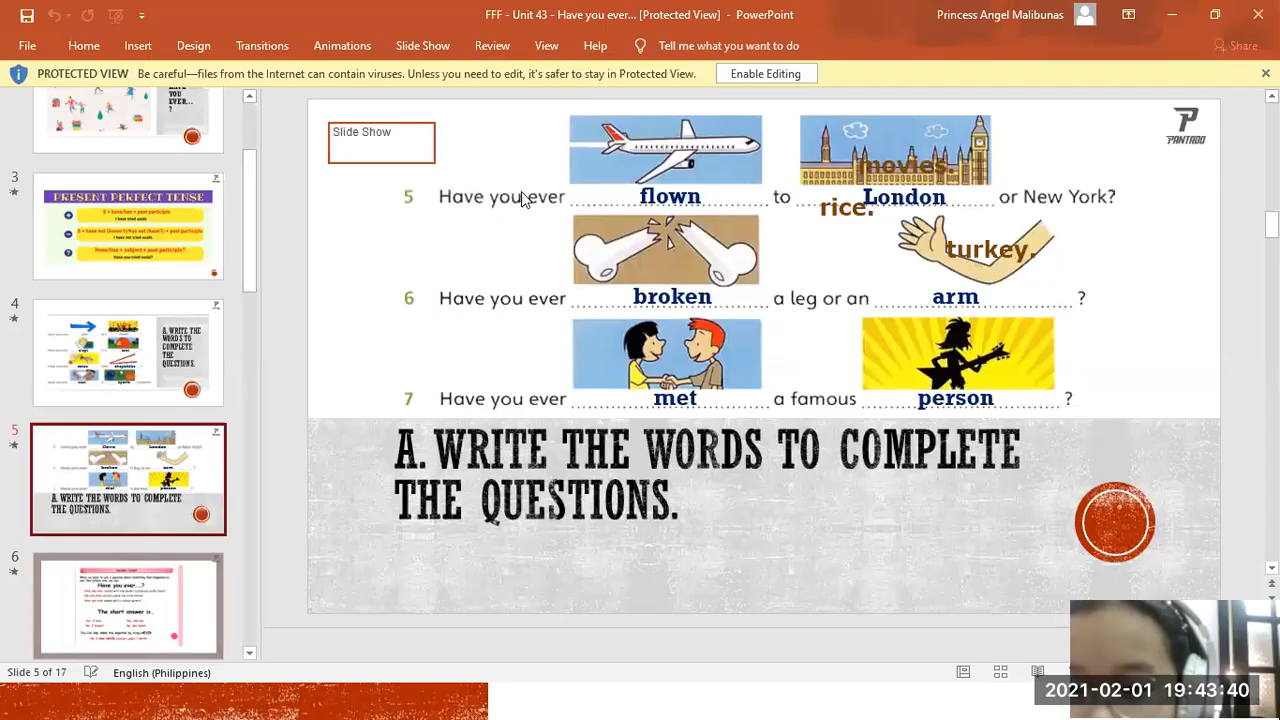 FFF - Unit 43 - Have you ever... [Protected View] - PowerPoint
Princess Angel Malibunas
File Home Insert Design Transitions Animations Slide Show Review View Help Tell me what you want to do Share
PROTECTED VIEW Be careful—files from the Internet can contain viruses. Unless you need to edit, it's safer to stay in Protected View. Enable Editing
YOU
EVER...
?
3
PRESENT PERFECT TENSE
4
A. WRITE THE
WORDS TO
COMPLETE
THE
QUESTIONS.
5
A. WRITE THE WORDS TO COMPLETE
THE QUESTIONS.
6
Have you ever....?
The short answer is..
Slide Show
PANTADO
movies.
rice.
turkey.
5 Have you ever flown to London or New York?
6 Have you ever broken a leg or an arm ?
7 Have you ever met a famous person ?
A. WRITE THE WORDS TO COMPLETE
THE QUESTIONS.
Slide 5 of 17 English (Philippines)
2021-02-01 19:43:40